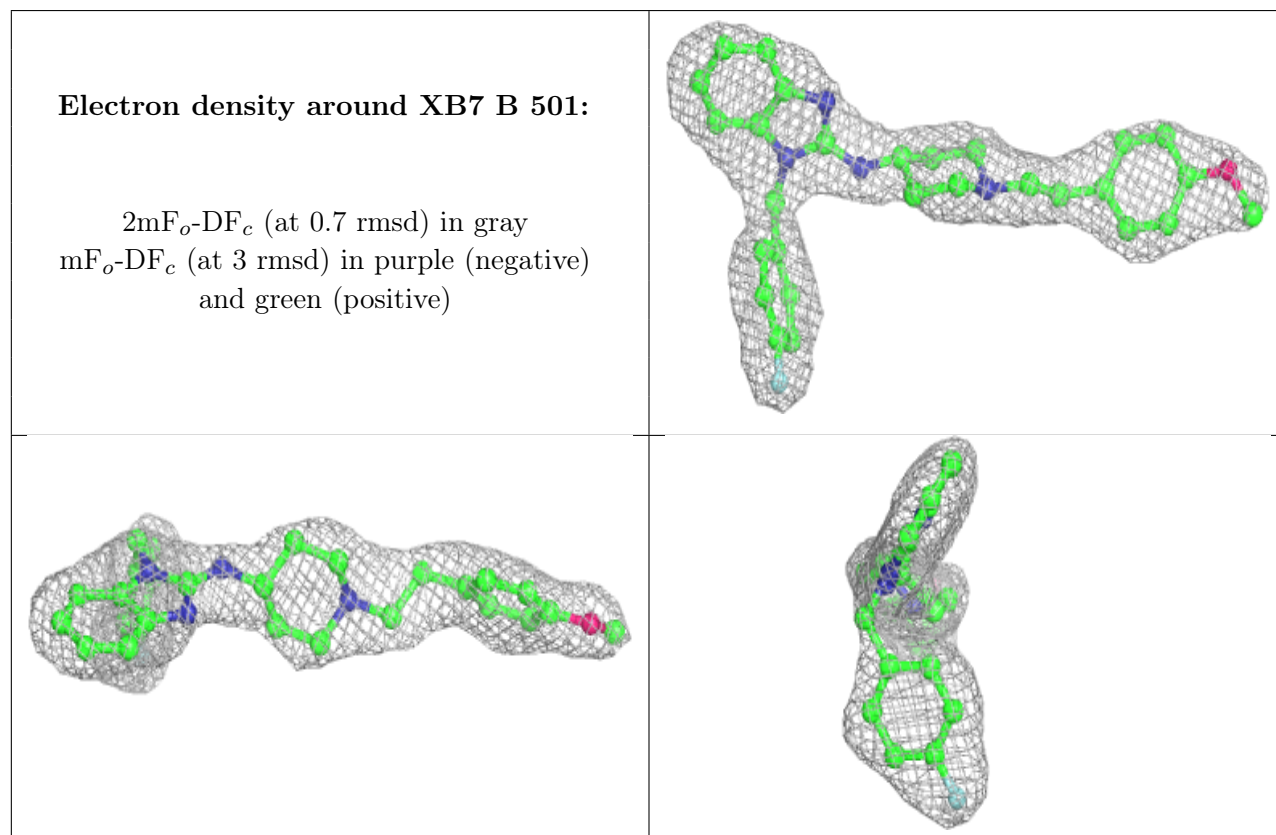 Electron density around XB7 B 501:
2mFo-DFc (at 0.7 rmsd) in gray
mFo-DFc (at 3 rmsd) in purple (negative)
and green (positive)